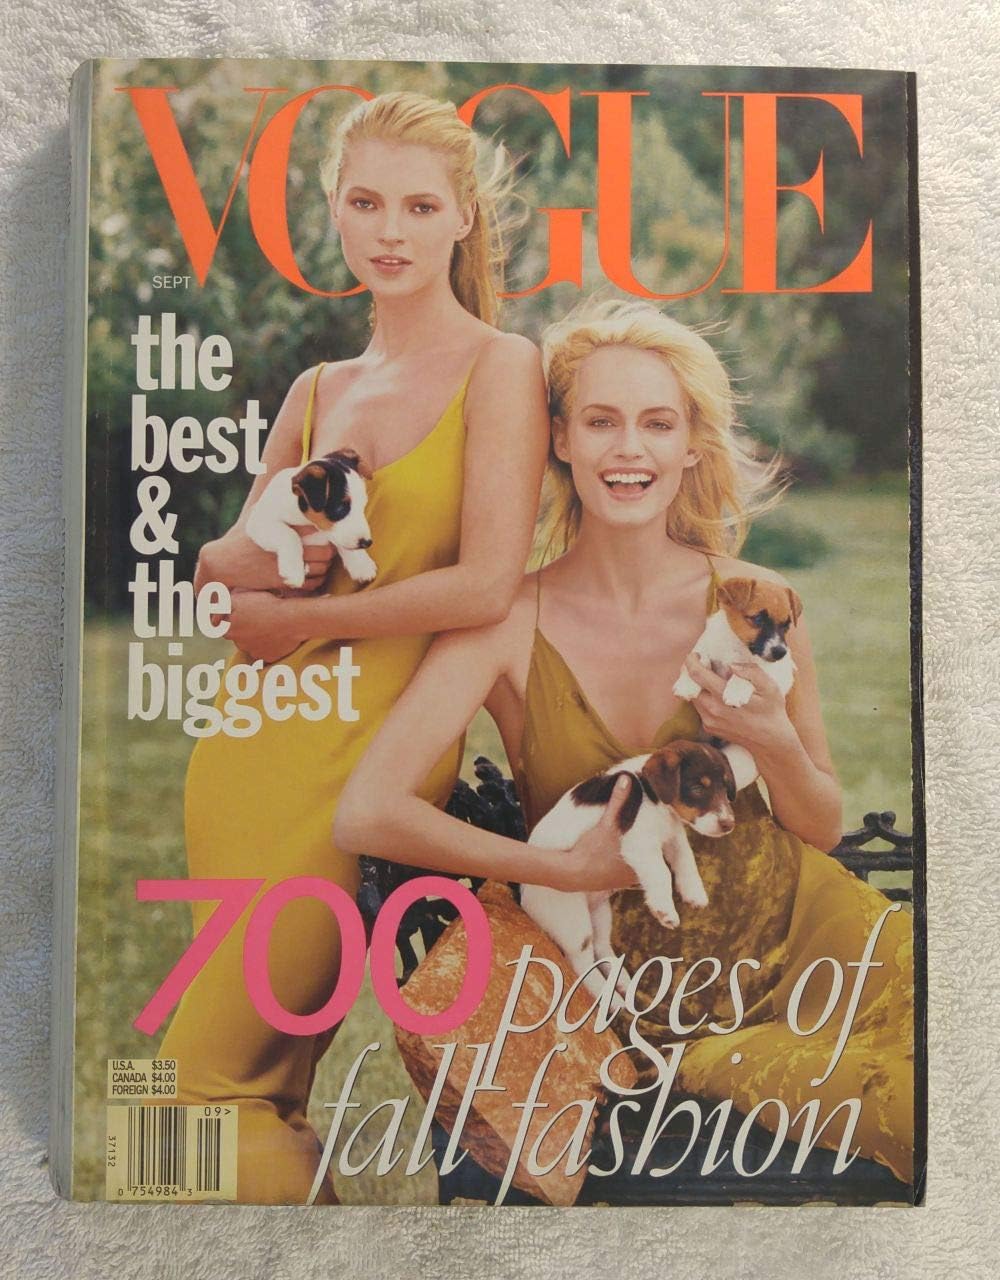 VOGUE
SEPT
the
best
&
the
biggest
700 pages of
fall fashion
U.S.A. $3.50
CANADA $4.00
FOREIGN $4.00
09>
37132
0 754984 3